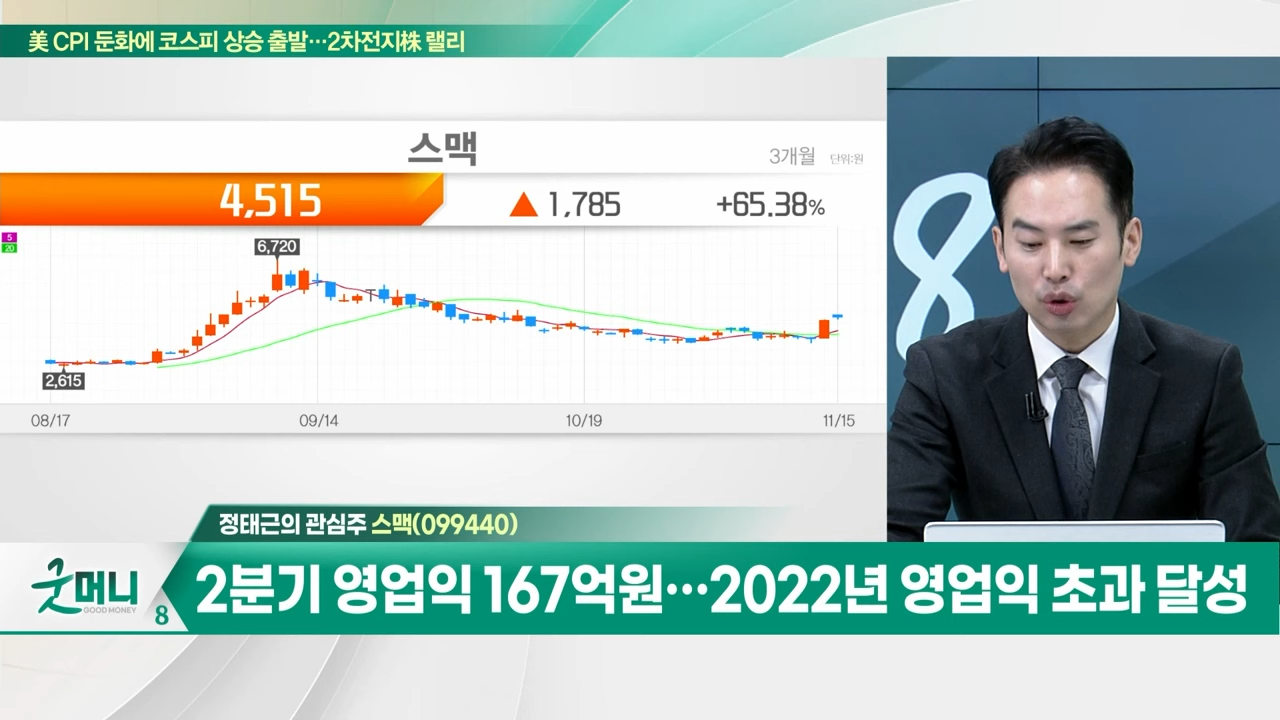 美 CPI 둔화에 코스피 상승 출발…2차전지株 랠리
스맥
3개월 단위:원
4,515 ▲ 1,785 +65.38%
5
20
6,720
2,615
08/17 09/14 10/19 11/15
8
정태근의 관심주 스맥(099440)
굿머니
GOOD MONEY
8
2분기 영업익 167억원…2022년 영업익 초과 달성